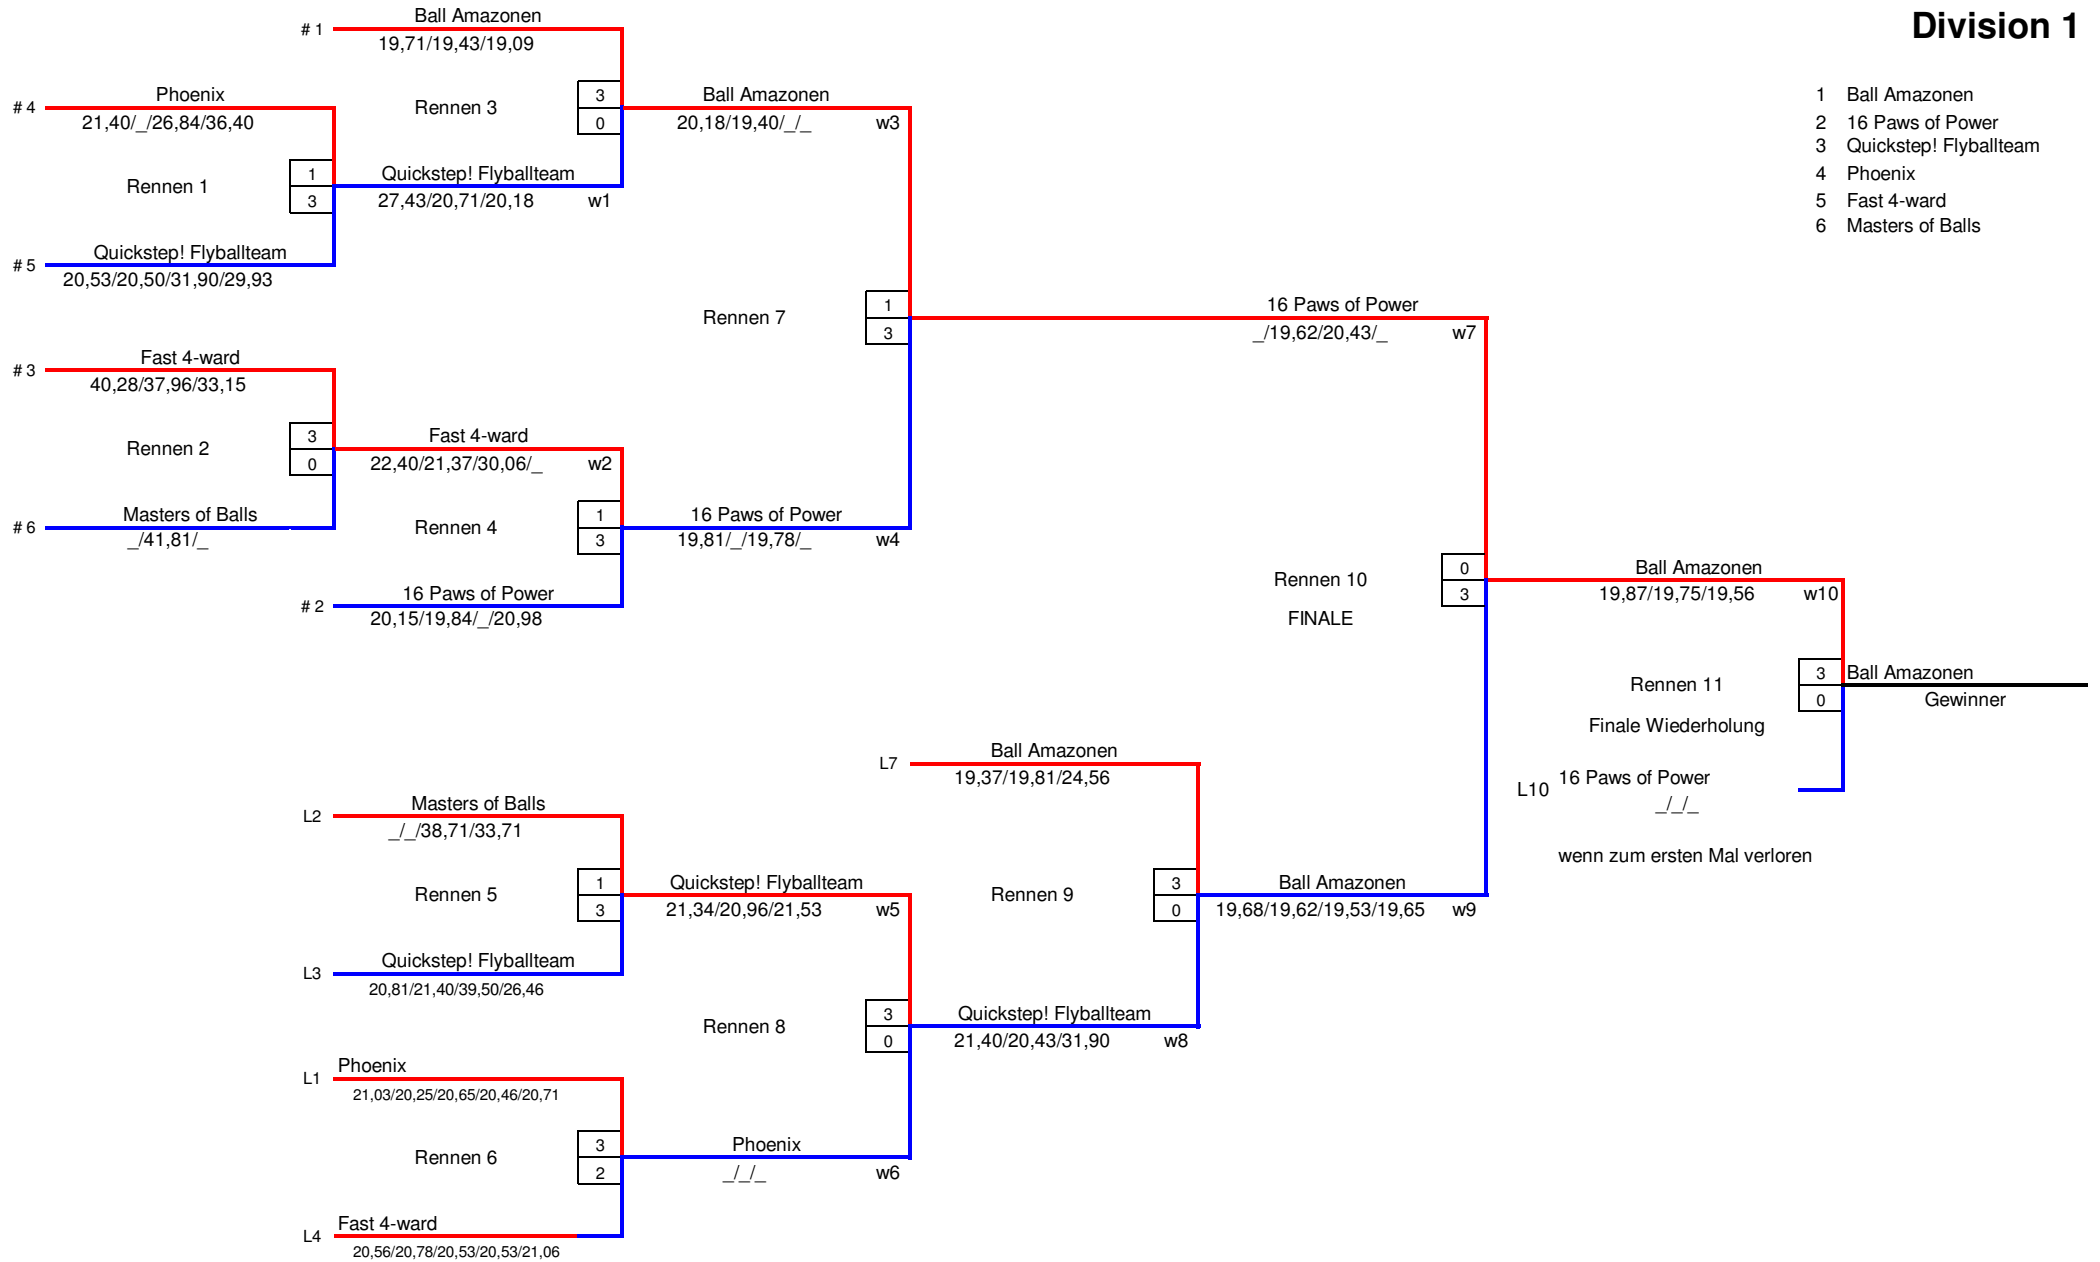 Division 1
1 Ball Amazonen
2 16 Paws of Power
3 Quickstep! Flyballteam
4 Phoenix
5 Fast 4-ward
6 Masters of Balls
# 1
Ball Amazonen
19,71/19,43/19,09
# 4
Phoenix
21,40/_/26,84/36,40
Rennen 1
1
3
# 5
Quickstep! Flyballteam
20,53/20,50/31,90/29,93
Rennen 3
3
0
Quickstep! Flyballteam
27,43/20,71/20,18 w1
Ball Amazonen
20,18/19,40/_/_ w3
# 3
Fast 4-ward
40,28/37,96/33,15
Rennen 2
3
0
# 6
Masters of Balls
_/41,81/_
Fast 4-ward
22,40/21,37/30,06/_ w2
Rennen 4
1
3
# 2
16 Paws of Power
20,15/19,84/_/20,98
16 Paws of Power
19,81/_/19,78/_ w4
Rennen 7
1
3
16 Paws of Power
_/19,62/20,43/_ w7
Rennen 10
FINALE
0
3
Ball Amazonen
19,87/19,75/19,56 w10
Rennen 11
Finale Wiederholung
3
0
Ball Amazonen
Gewinner
L10 16 Paws of Power
_/_/_
wenn zum ersten Mal verloren
L7
Ball Amazonen
19,37/19,81/24,56
Rennen 9
3
0
Ball Amazonen
19,68/19,62/19,53/19,65 w9
L2
Masters of Balls
_/_/38,71/33,71
Rennen 5
1
3
L3
Quickstep! Flyballteam
20,81/21,40/39,50/26,46
Quickstep! Flyballteam
21,34/20,96/21,53 w5
Rennen 8
3
0
Quickstep! Flyballteam
21,40/20,43/31,90 w8
L1
Phoenix
21,03/20,25/20,65/20,46/20,71
Rennen 6
3
2
Phoenix
_/_/_ w6
L4
Fast 4-ward
20,56/20,78/20,53/20,53/21,06